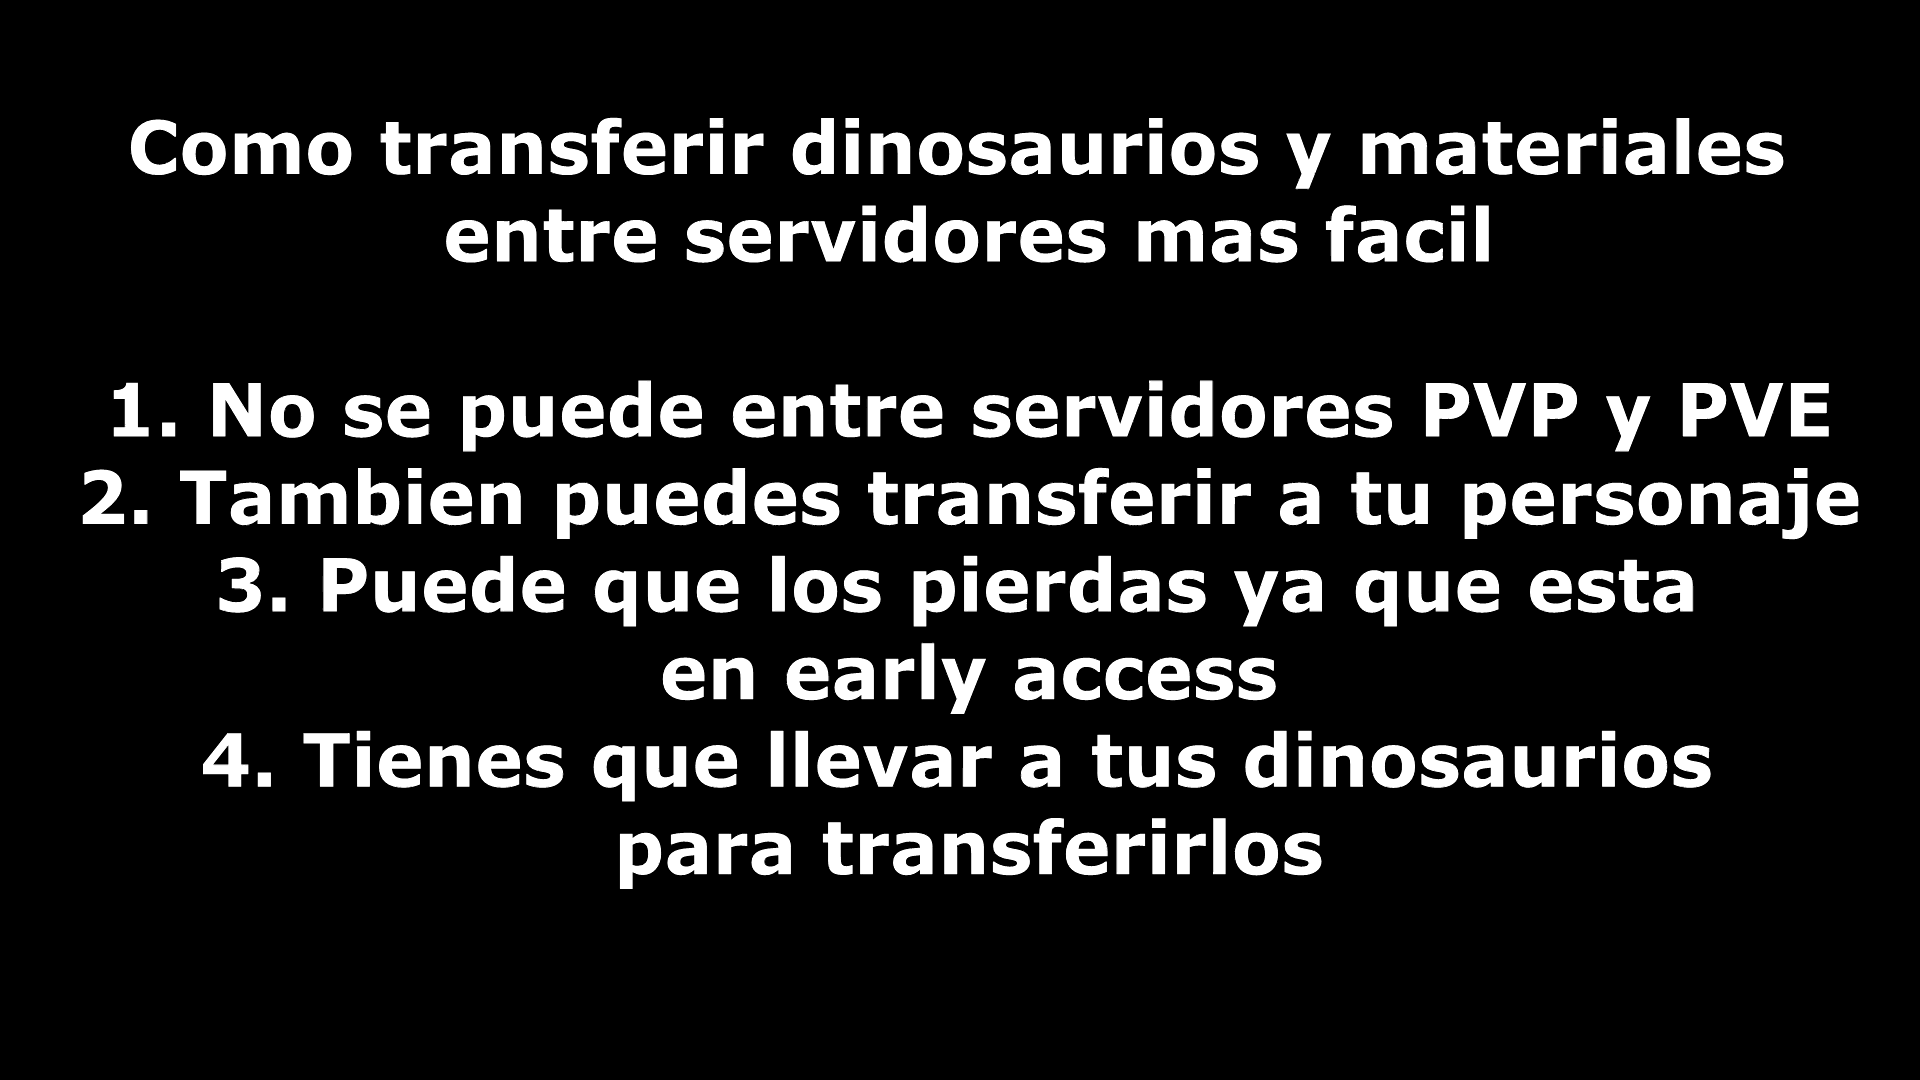 Como transferir dinosaurios y materiales
entre servidores mas facil
1. No se puede entre servidores PVP y PVE
2. Tambien puedes transferir a tu personaje
3. Puede que los pierdas ya que esta
en early access
4. Tienes que llevar a tus dinosaurios
para transferirlos